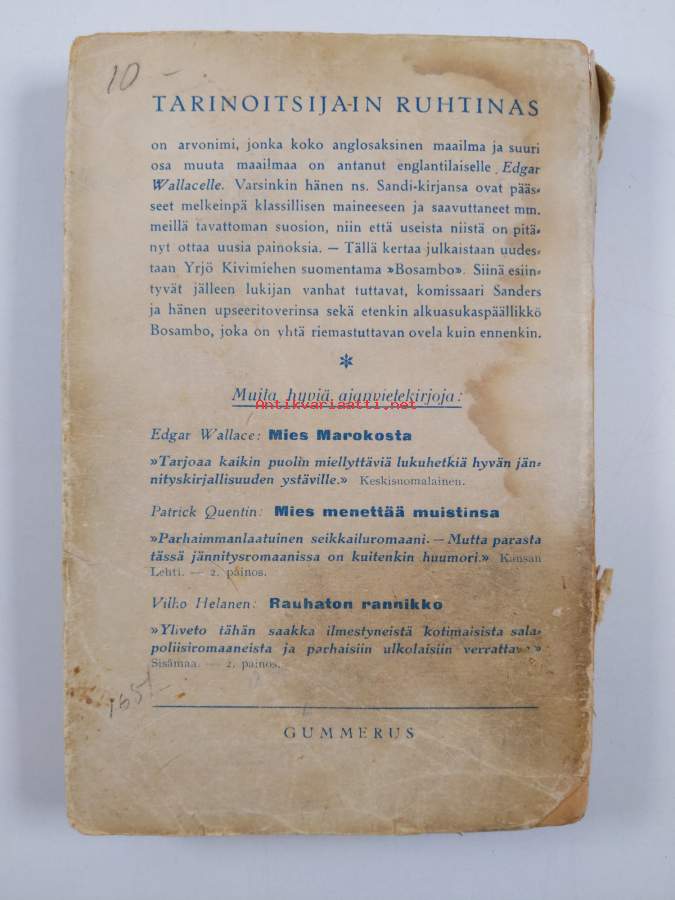 10 —
TARINOITSIJAIN RUHTINAS
on arvonimi, jonka koko anglosaksinen maailma ja suuri
osa muuta maailmaa on antanut englantilaiselle Edgar
Wallacelle. Varsinkin hänen ns. Sandi-kirjansa ovat pääs-
seet melkeinpä klassillisen maineeseen ja saavuttaneet mm.
meillä tavattoman suosion, niin että useista niistä on pitä-
nyt ottaa uusia painoksia. — Tällä kertaa julkaistaan uudes-
taan Yrjö Kivimiehen suomentama »Bosambo». Siinä esiin-
tyvät jälleen lukijan vanhat tuttavat, komissaari Sanders
ja hänen upseeritoverinsa sekä etenkin alkuasukaspäällikkö
Bosambo, joka on yhtä riemastuttavan ovela kuin ennenkin.
*
Muita hyviä ajanvietekirjoja:
Antikvariaatti.net
Edgar Wallace: Mies Marokosta
»Tarjoaa kaikin puolin miellyttäviä lukuhetkiä hyvän jän-
nityskirjallisuuden ystäville.» Keskisuomalainen.
Patrick Quentin: Mies menettää muistinsa
»Parhaimmanlaatuinen seikkailuromaani. — Mutta parasta
tässä jännitysromaanissa on kuitenkin huumori.» Kansan
Lehti. — 2. painos.
Vilho Helanen: Rauhaton rannikko
»Yliveto tähän saakka ilmestyneistä kotimaisista sala-
poliisiromaaneista ja parhaisiin ulkolaisiin verrattava.»
Sisämaa. — 2. painos.
165/-
GUMMERUS